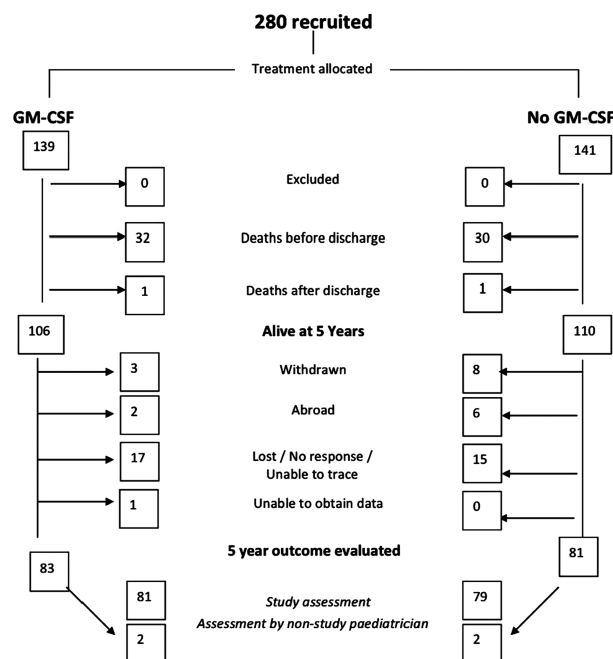 280 recruited
Treatment allocated
GM-CSF No GM-CSF
139 141
0 Excluded 0
32 Deaths before discharge 30
1 Deaths after discharge 1
106 Alive at 5 Years 110
3 Withdrawn 8
2 Abroad 6
17 Lost / No response / 15
Unable to trace
1 Unable to obtain data 0
5 year outcome evaluated
83 81
81 Study assessment 79
Assessment by non-study paediatrician
2 2